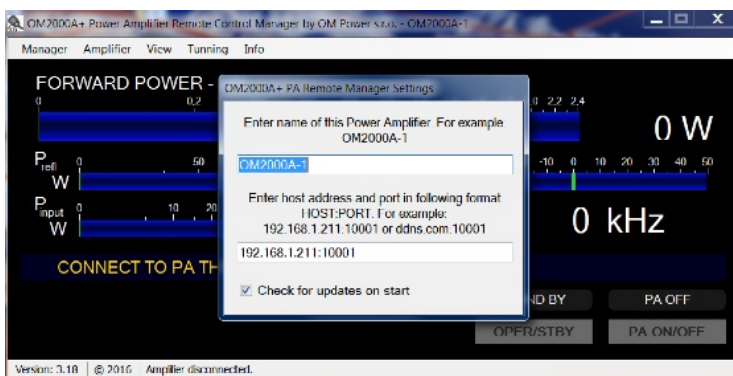 OM2000A+ Power Amplifier Remote Control Manager by OM Power s.r.o. - OM2000A-1
Manager Amplifier View Tunning Info
FORWARD POWER -
OM2000A+ PA Remote Manager Settings
0 0,2 2,2 2,4
Enter name of this Power Amplifier. For example
OM2000A-1
0 W
OM2000A-1
Prefl W 0 50 -10 0 10 20 30 40 50
Enter host address and port in following format
HOST:PORT. For example:
192.168.1.211:10001 or ddns.com:10001
Pinput W 0 10 20
0 kHz
192.168.1.211:10001
CONNECT TO PA TH
Check for updates on start
ND BY PA OFF
OPER/STBY PA ON/OFF
Version: 3.18 @ 2016 Amplifier disconnected.